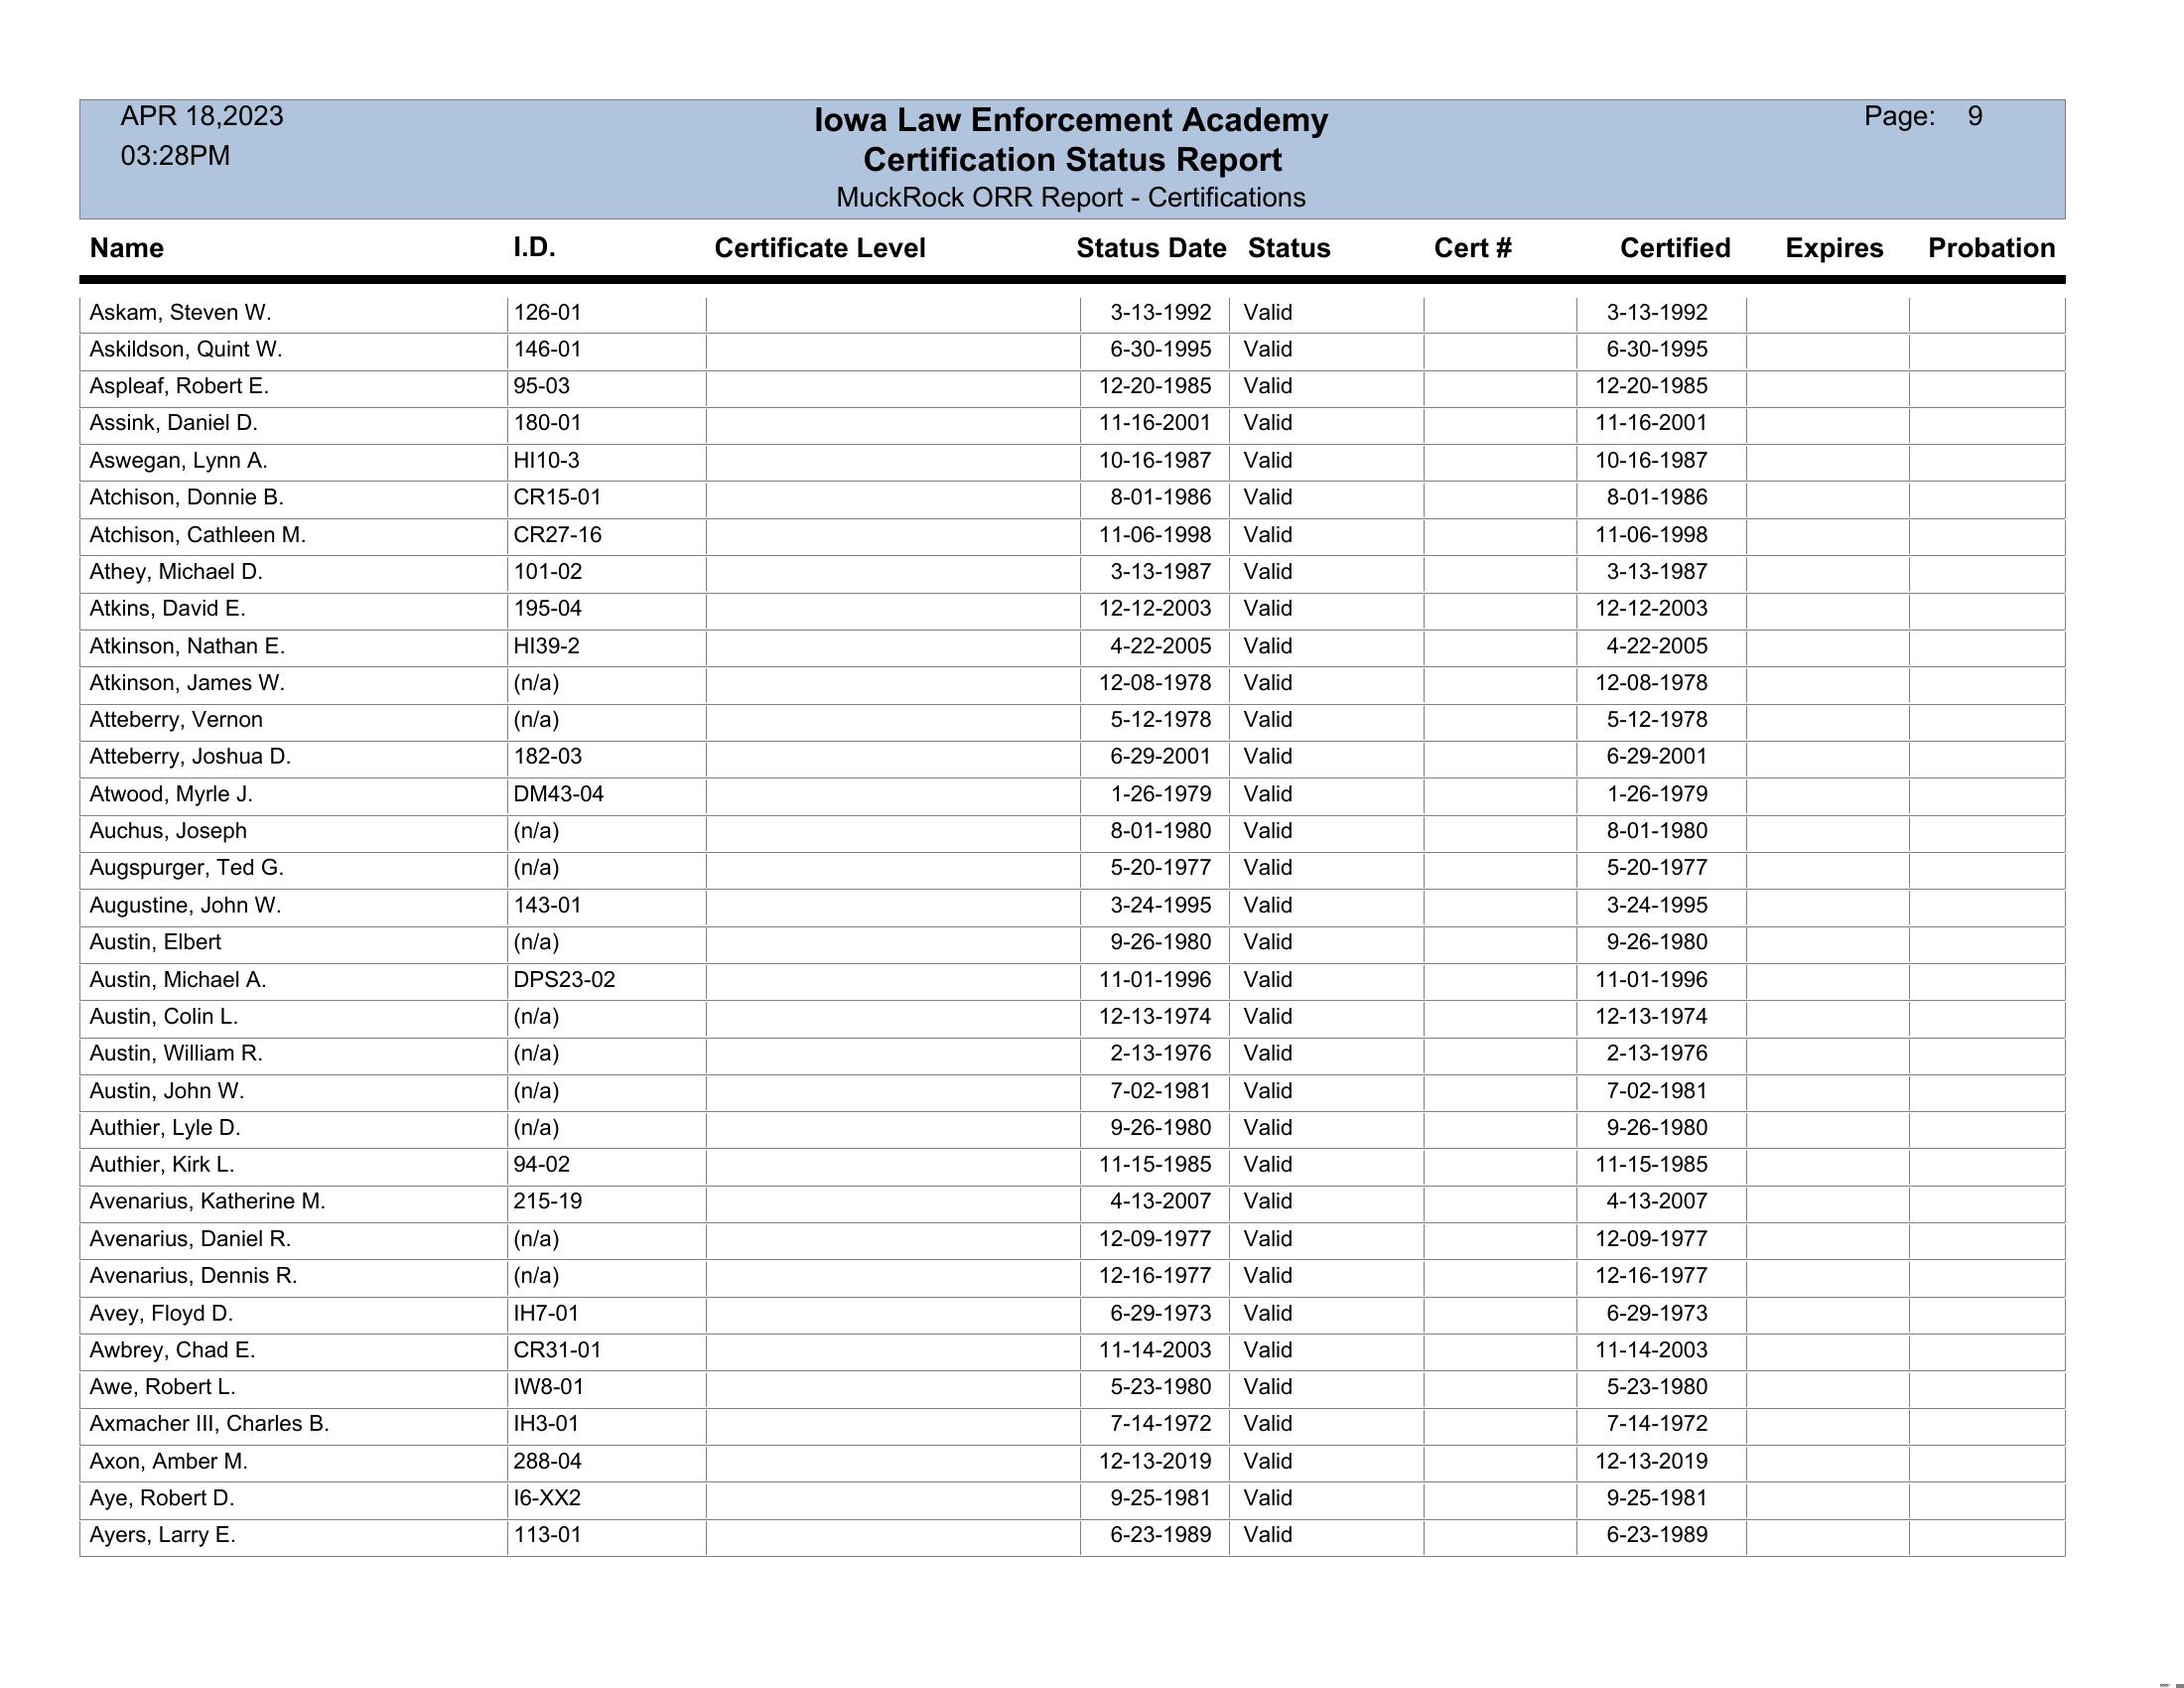 APR 18,2023
03:28PM
Iowa Law Enforcement Academy
Certification Status Report
MuckRock ORR Report - Certifications
Page: 9
Name I.D. Certificate Level Status Date Status Cert # Certified Expires Probation
Askam, Steven W. 126-01 3-13-1992 Valid 3-13-1992
Askildson, Quint W. 146-01 6-30-1995 Valid 6-30-1995
Aspleaf, Robert E. 95-03 12-20-1985 Valid 12-20-1985
Assink, Daniel D. 180-01 11-16-2001 Valid 11-16-2001
Aswegan, Lynn A. HI10-3 10-16-1987 Valid 10-16-1987
Atchison, Donnie B. CR15-01 8-01-1986 Valid 8-01-1986
Atchison, Cathleen M. CR27-16 11-06-1998 Valid 11-06-1998
Athey, Michael D. 101-02 3-13-1987 Valid 3-13-1987
Atkins, David E. 195-04 12-12-2003 Valid 12-12-2003
Atkinson, Nathan E. HI39-2 4-22-2005 Valid 4-22-2005
Atkinson, James W. (n/a) 12-08-1978 Valid 12-08-1978
Atteberry, Vernon (n/a) 5-12-1978 Valid 5-12-1978
Atteberry, Joshua D. 182-03 6-29-2001 Valid 6-29-2001
Atwood, Myrle J. DM43-04 1-26-1979 Valid 1-26-1979
Auchus, Joseph (n/a) 8-01-1980 Valid 8-01-1980
Augspurger, Ted G. (n/a) 5-20-1977 Valid 5-20-1977
Augustine, John W. 143-01 3-24-1995 Valid 3-24-1995
Austin, Elbert (n/a) 9-26-1980 Valid 9-26-1980
Austin, Michael A. DPS23-02 11-01-1996 Valid 11-01-1996
Austin, Colin L. (n/a) 12-13-1974 Valid 12-13-1974
Austin, William R. (n/a) 2-13-1976 Valid 2-13-1976
Austin, John W. (n/a) 7-02-1981 Valid 7-02-1981
Authier, Lyle D. (n/a) 9-26-1980 Valid 9-26-1980
Authier, Kirk L. 94-02 11-15-1985 Valid 11-15-1985
Avenarius, Katherine M. 215-19 4-13-2007 Valid 4-13-2007
Avenarius, Daniel R. (n/a) 12-09-1977 Valid 12-09-1977
Avenarius, Dennis R. (n/a) 12-16-1977 Valid 12-16-1977
Avey, Floyd D. IH7-01 6-29-1973 Valid 6-29-1973
Awbrey, Chad E. CR31-01 11-14-2003 Valid 11-14-2003
Awe, Robert L. IW8-01 5-23-1980 Valid 5-23-1980
Axmacher III, Charles B. IH3-01 7-14-1972 Valid 7-14-1972
Axon, Amber M. 288-04 12-13-2019 Valid 12-13-2019
Aye, Robert D. I6-XX2 9-25-1981 Valid 9-25-1981
Ayers, Larry E. 113-01 6-23-1989 Valid 6-23-1989